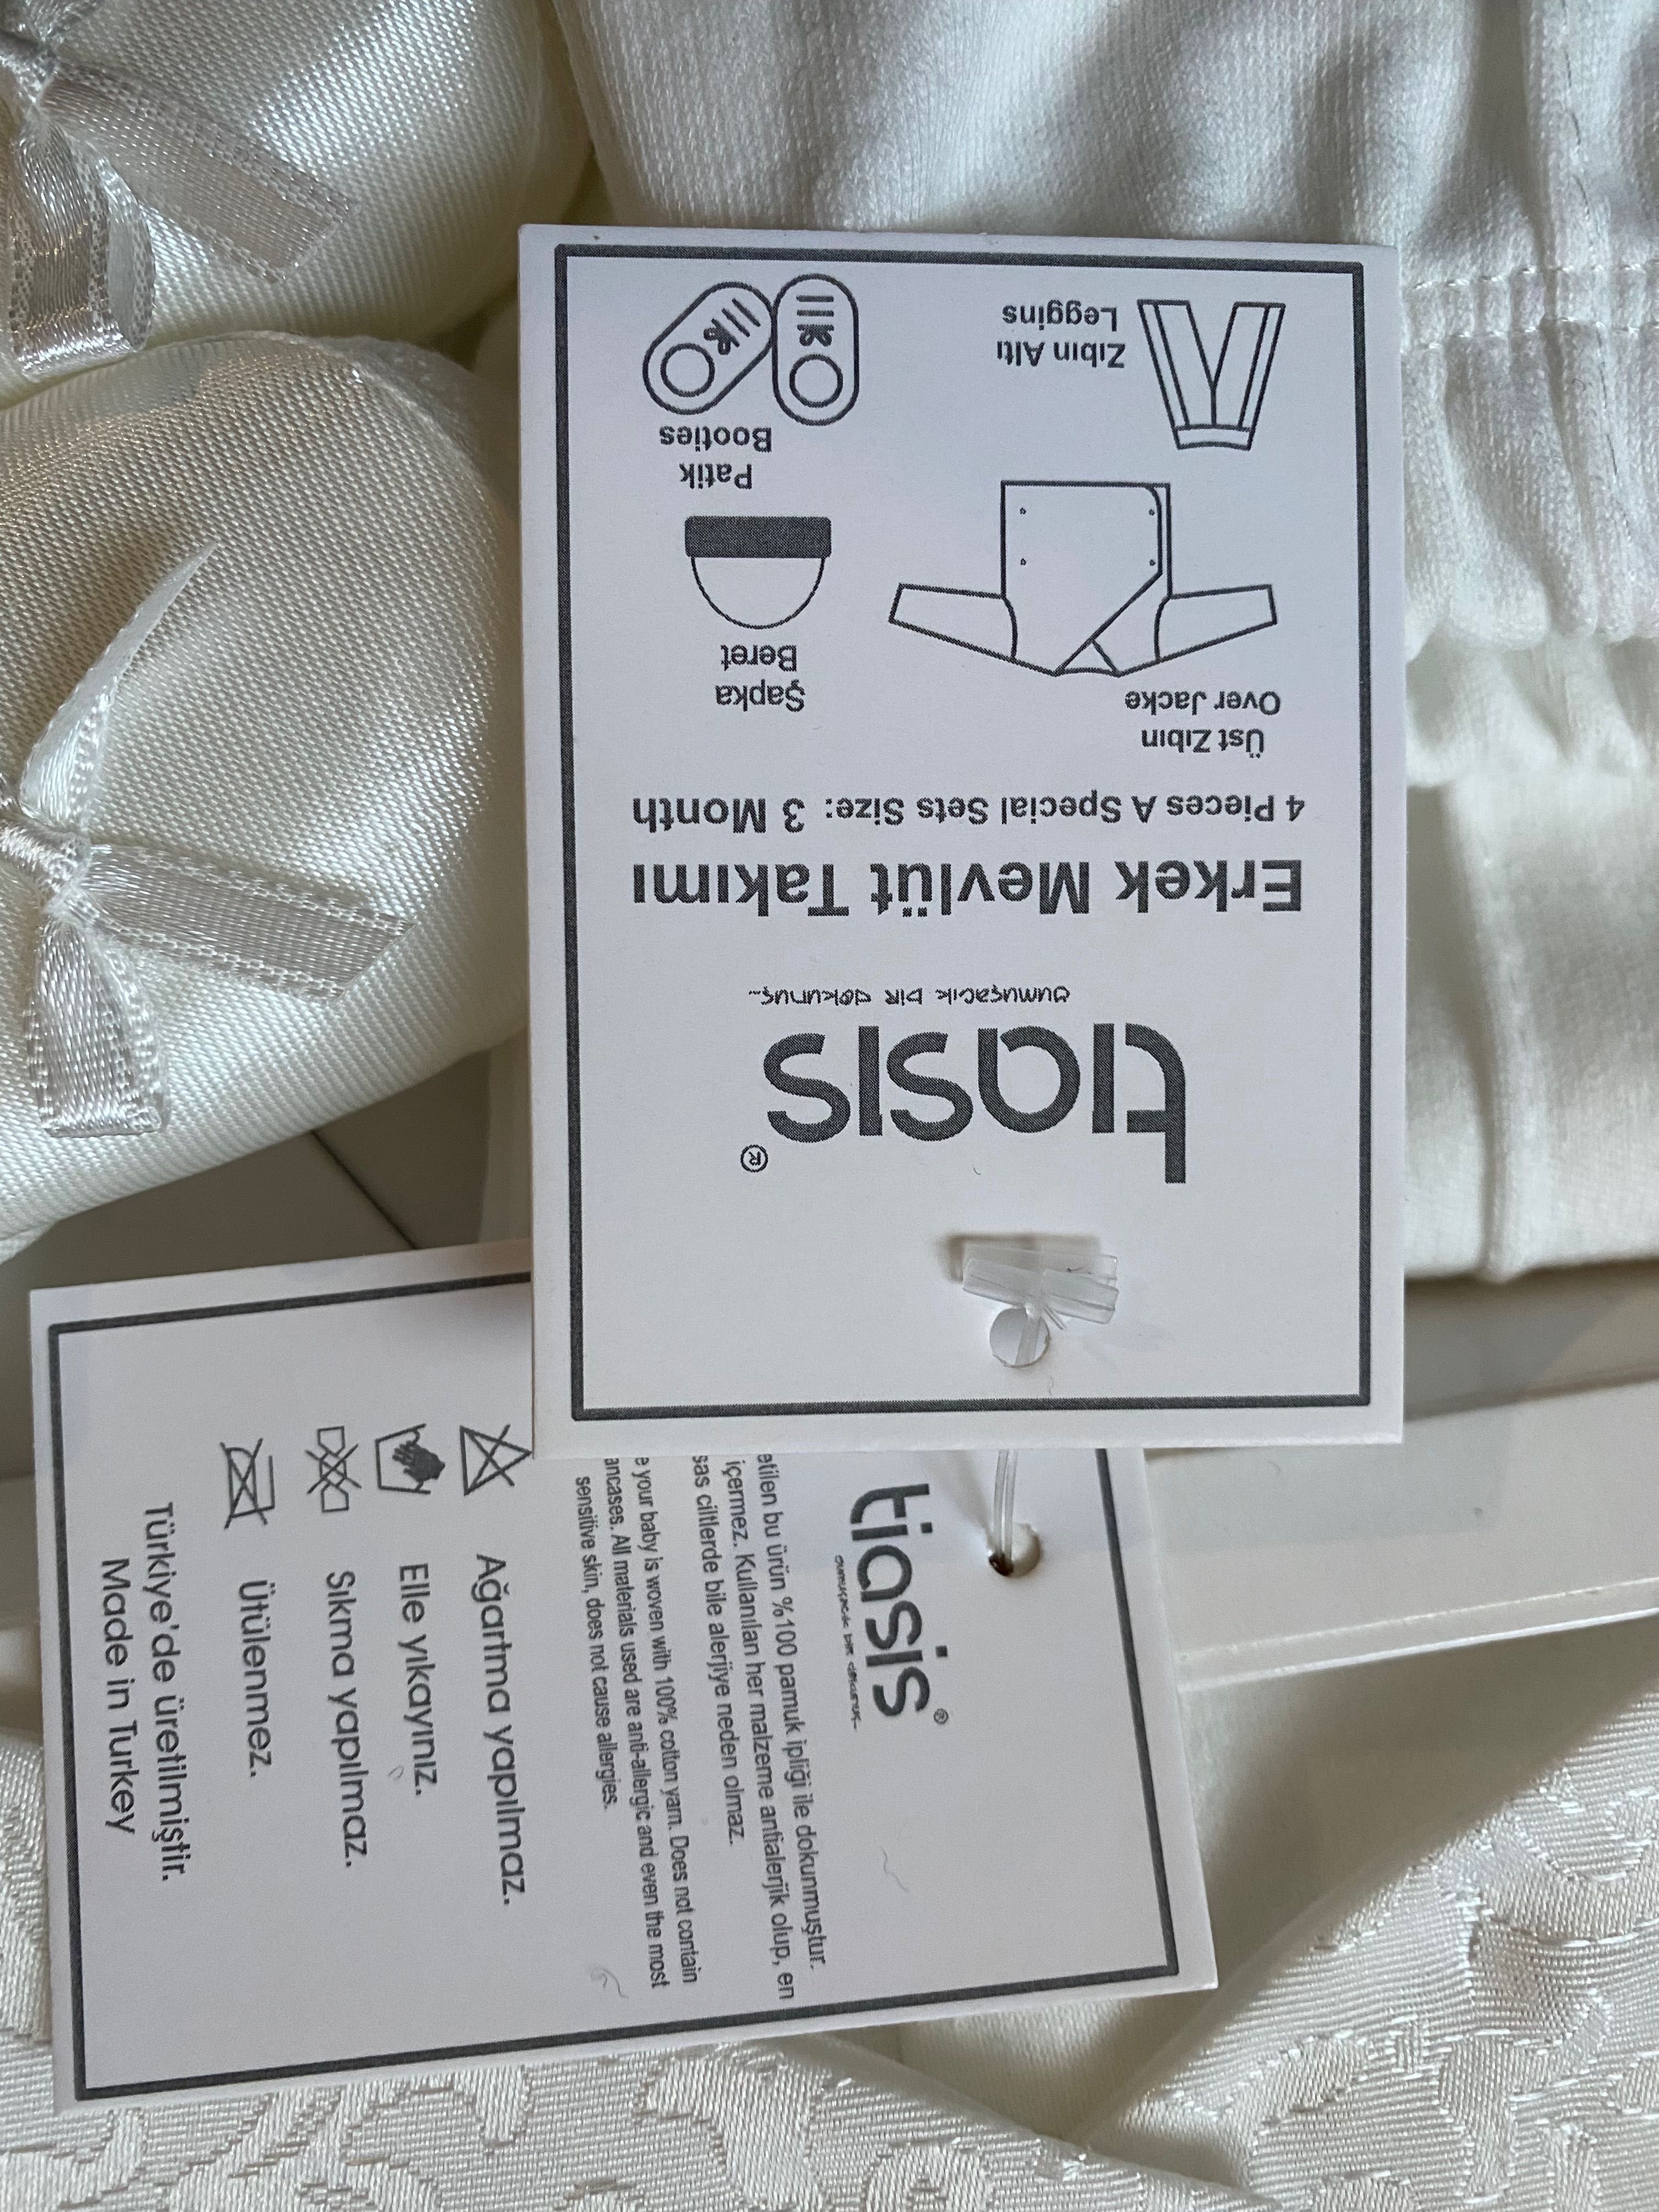 tiasis®
yumuşacık bir dokunuş...
Erkek Mevlüt Takımı
4 Pieces A Special Sets Size: 3 Month
Üst Zıbın
Over Jacke
Şapka
Beret
Patik
Booties
Zıbın Altı
Leggins
tiasis®
yumuşacık bir dokunuş...
etilen bu ürün %100 pamuk ipliği ile dokunmuştur.
içermez. Kullanılan her malzeme antialerjik olup, en
sas ciltlerde bile alerjiye neden olmaz.
e your baby is woven with 100% cotton yarn. Does not contain
ancases. All materials used are anti-allergic and even the most
sensitive skin, does not cause allergies.
Ağartma yapılmaz.
Elle yıkayınız.
Sıkma yapılmaz.
Ütülenmez.
Türkiye'de üretilmiştir.
Made in Turkey